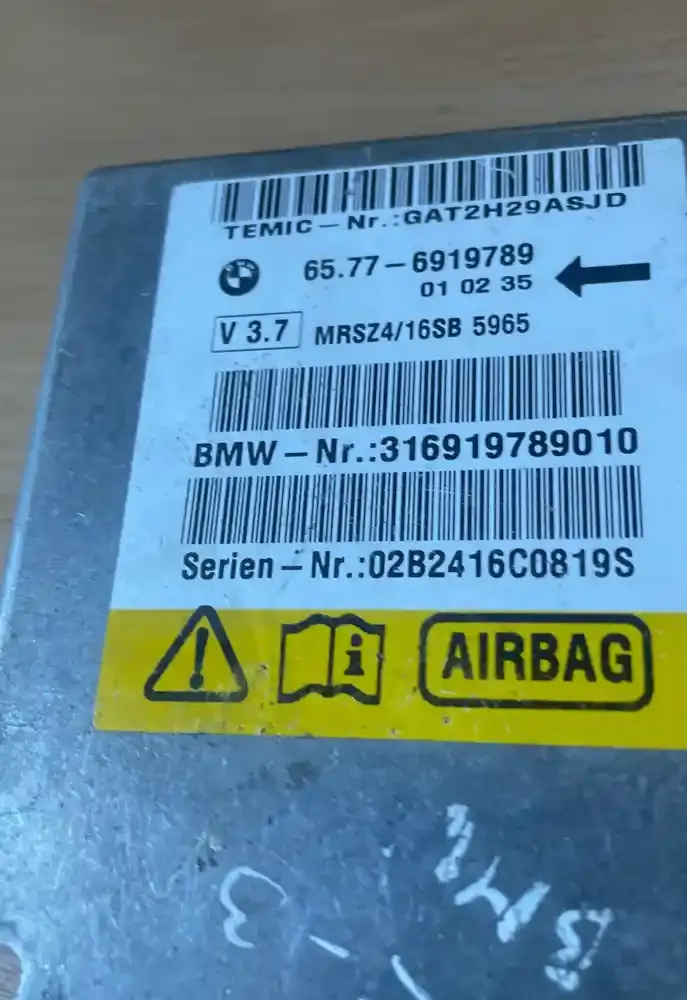 TEMIC-Nr.:GAT2H29ASJD
65.77-6919789
01 02 35
V 3.7 MRSZ4/16SB 5965
BMW-Nr.:316919789010
Serien-Nr.:02B2416C0819S
AIRBAG